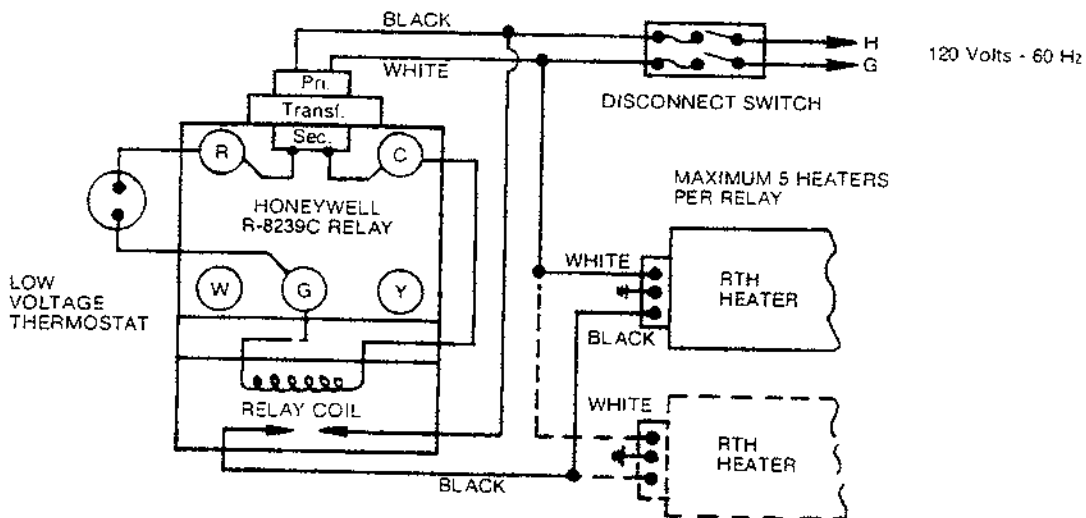 BLACK
WHITE
H
G
120 Volts - 60 Hz
DISCONNECT SWITCH
Pri.
Transf.
Sec.
R
C
HONEYWELL
R-8239C RELAY
W
G
Y
LOW
VOLTAGE
THERMOSTAT
RELAY COIL
BLACK
MAXIMUM 5 HEATERS
PER RELAY
WHITE
RTH
HEATER
BLACK
WHITE
RTH
HEATER